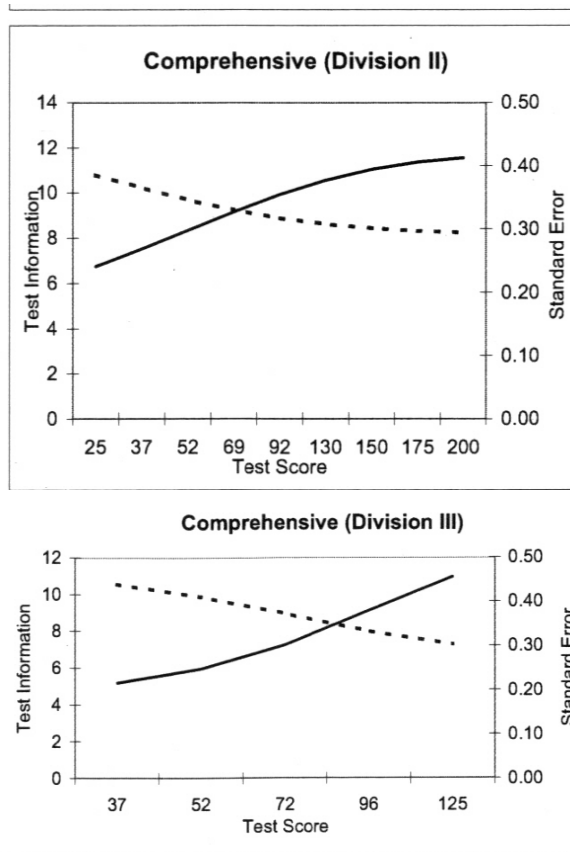 Comprehensive (Division II)
14
12
10
8
6
4
2
0
Test Information
0.50
0.40
0.30
0.20
0.10
0.00
Standard Error
25 37 52 69 92 130 150 175 200
Test Score
Comprehensive (Division III)
12
10
8
6
4
2
0
Test Information
0.50
0.40
0.30
0.20
0.10
0.00
Standard Error
37 52 72 96 125
Test Score